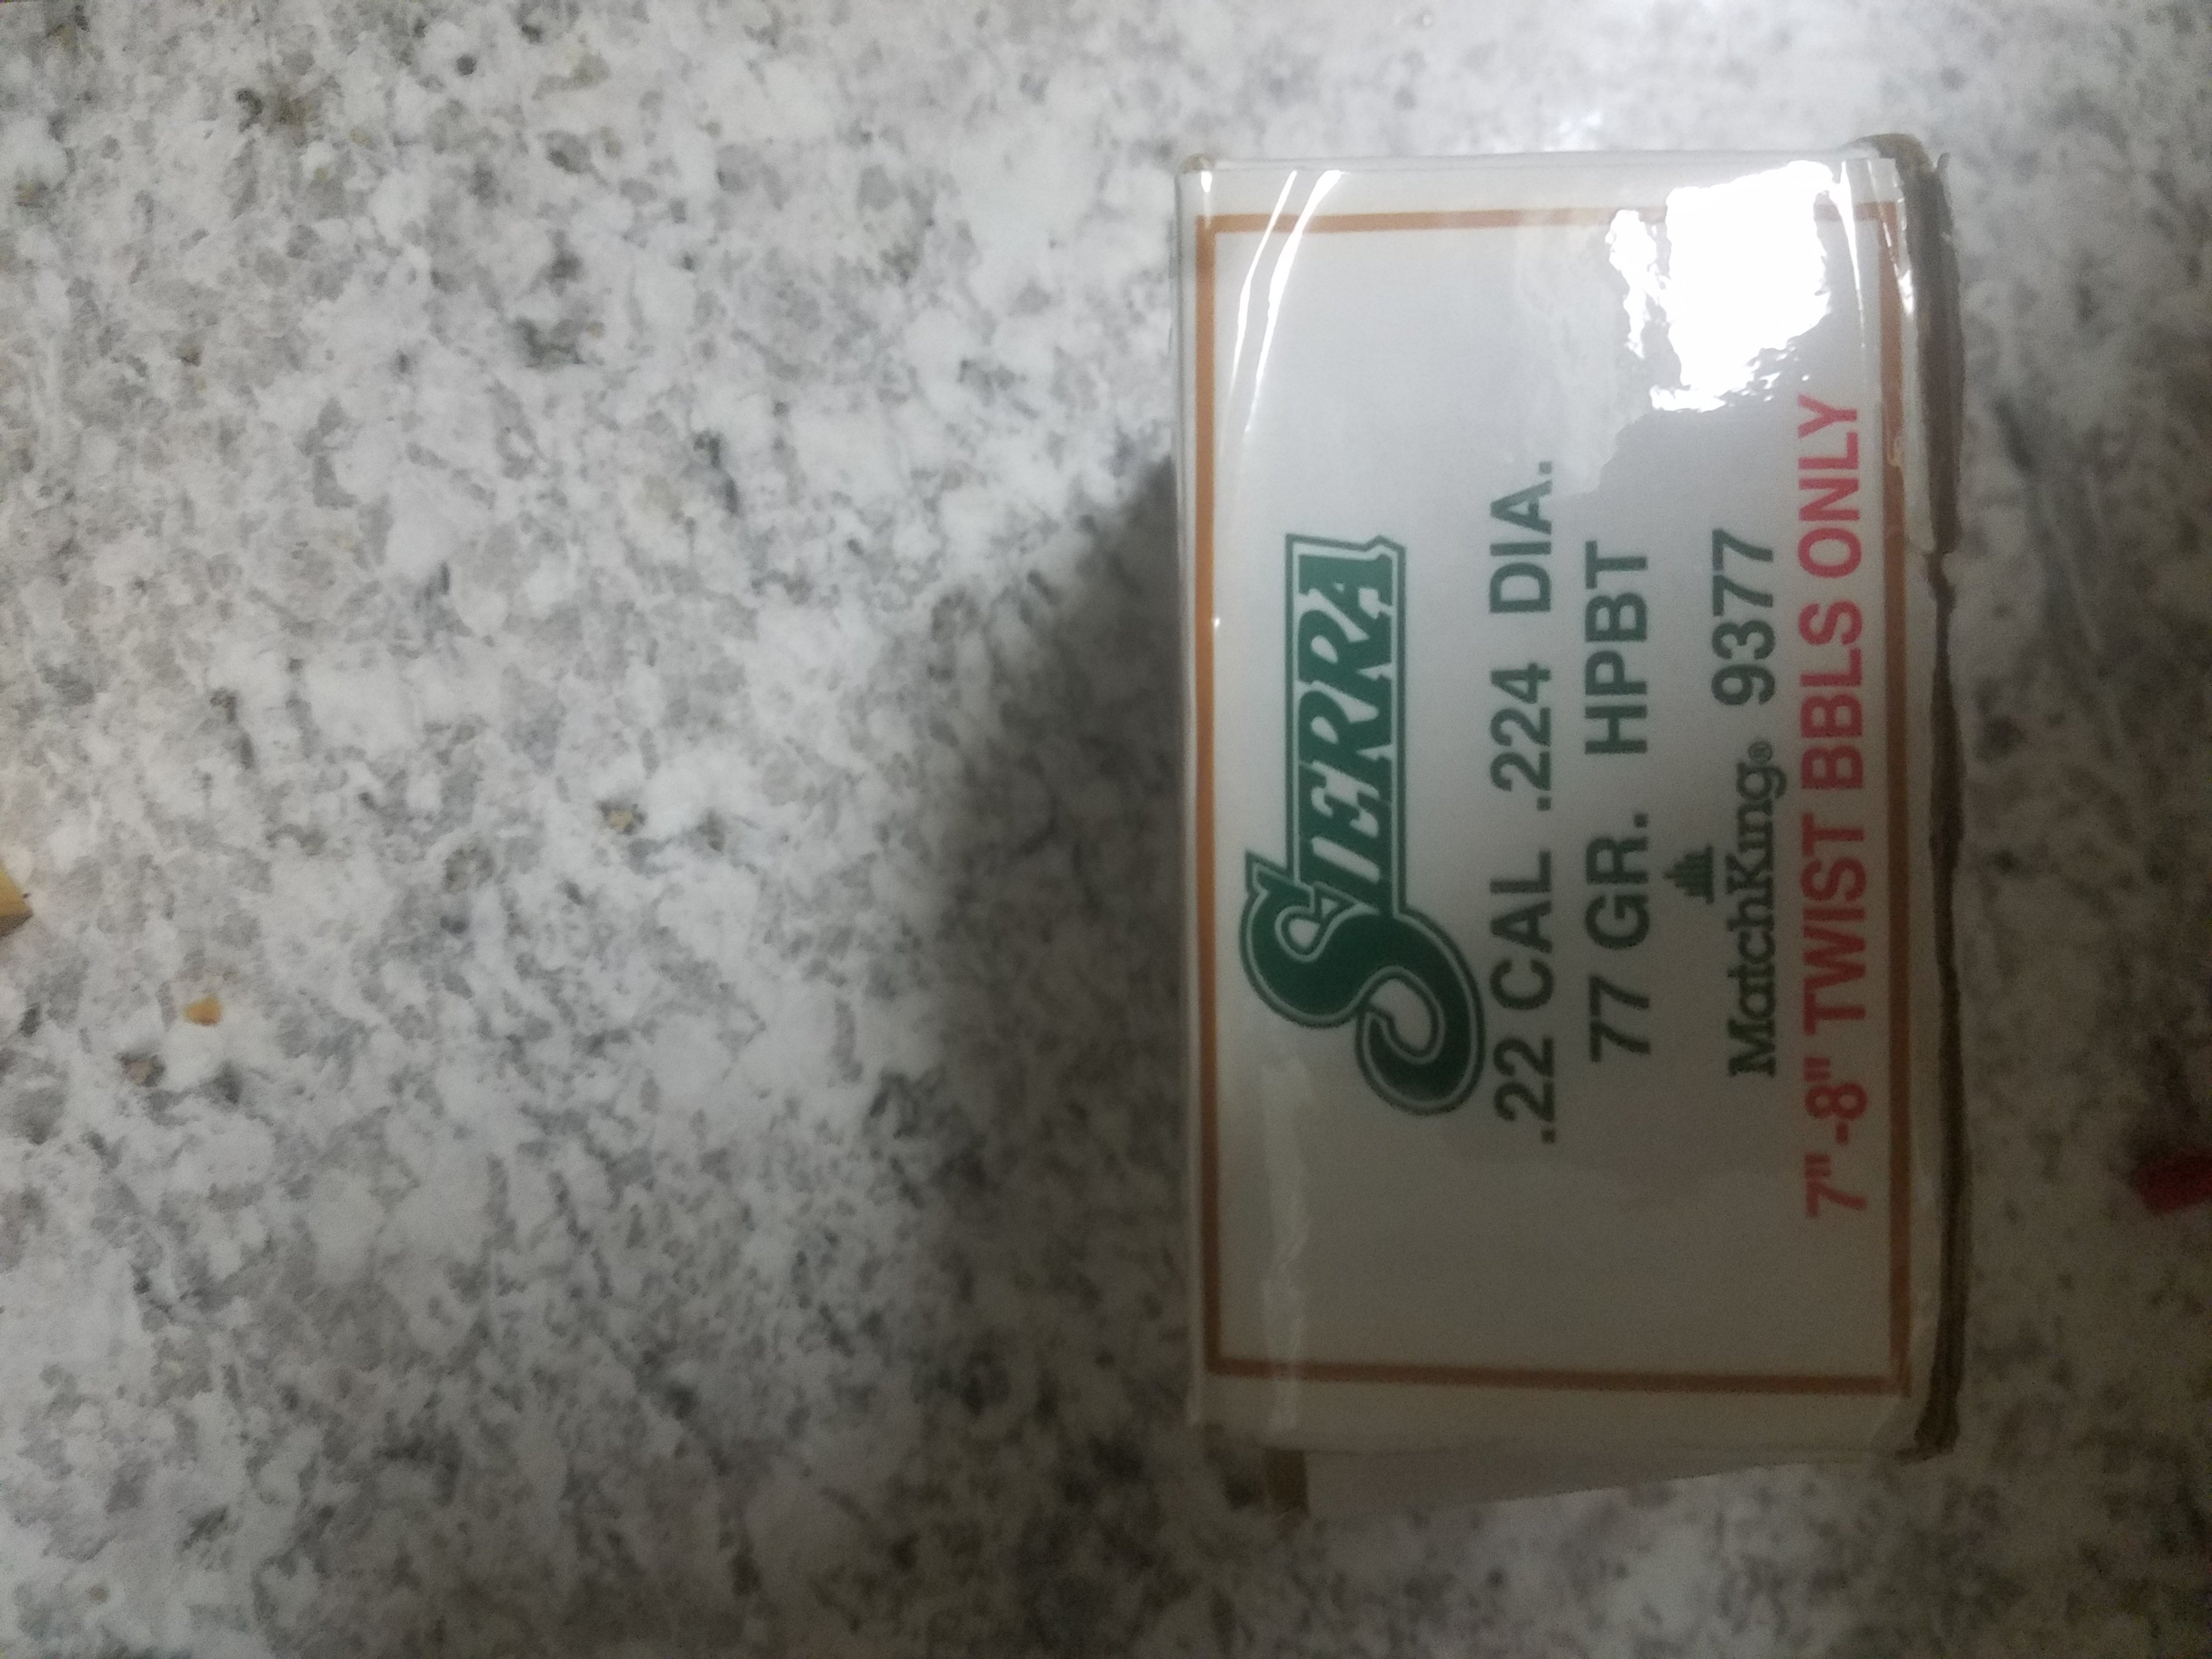 SIERRA
.22 CAL .224 DIA.
77 GR. HPBT
MatchKing® 9377
7"-8" TWIST BBLS ONLY